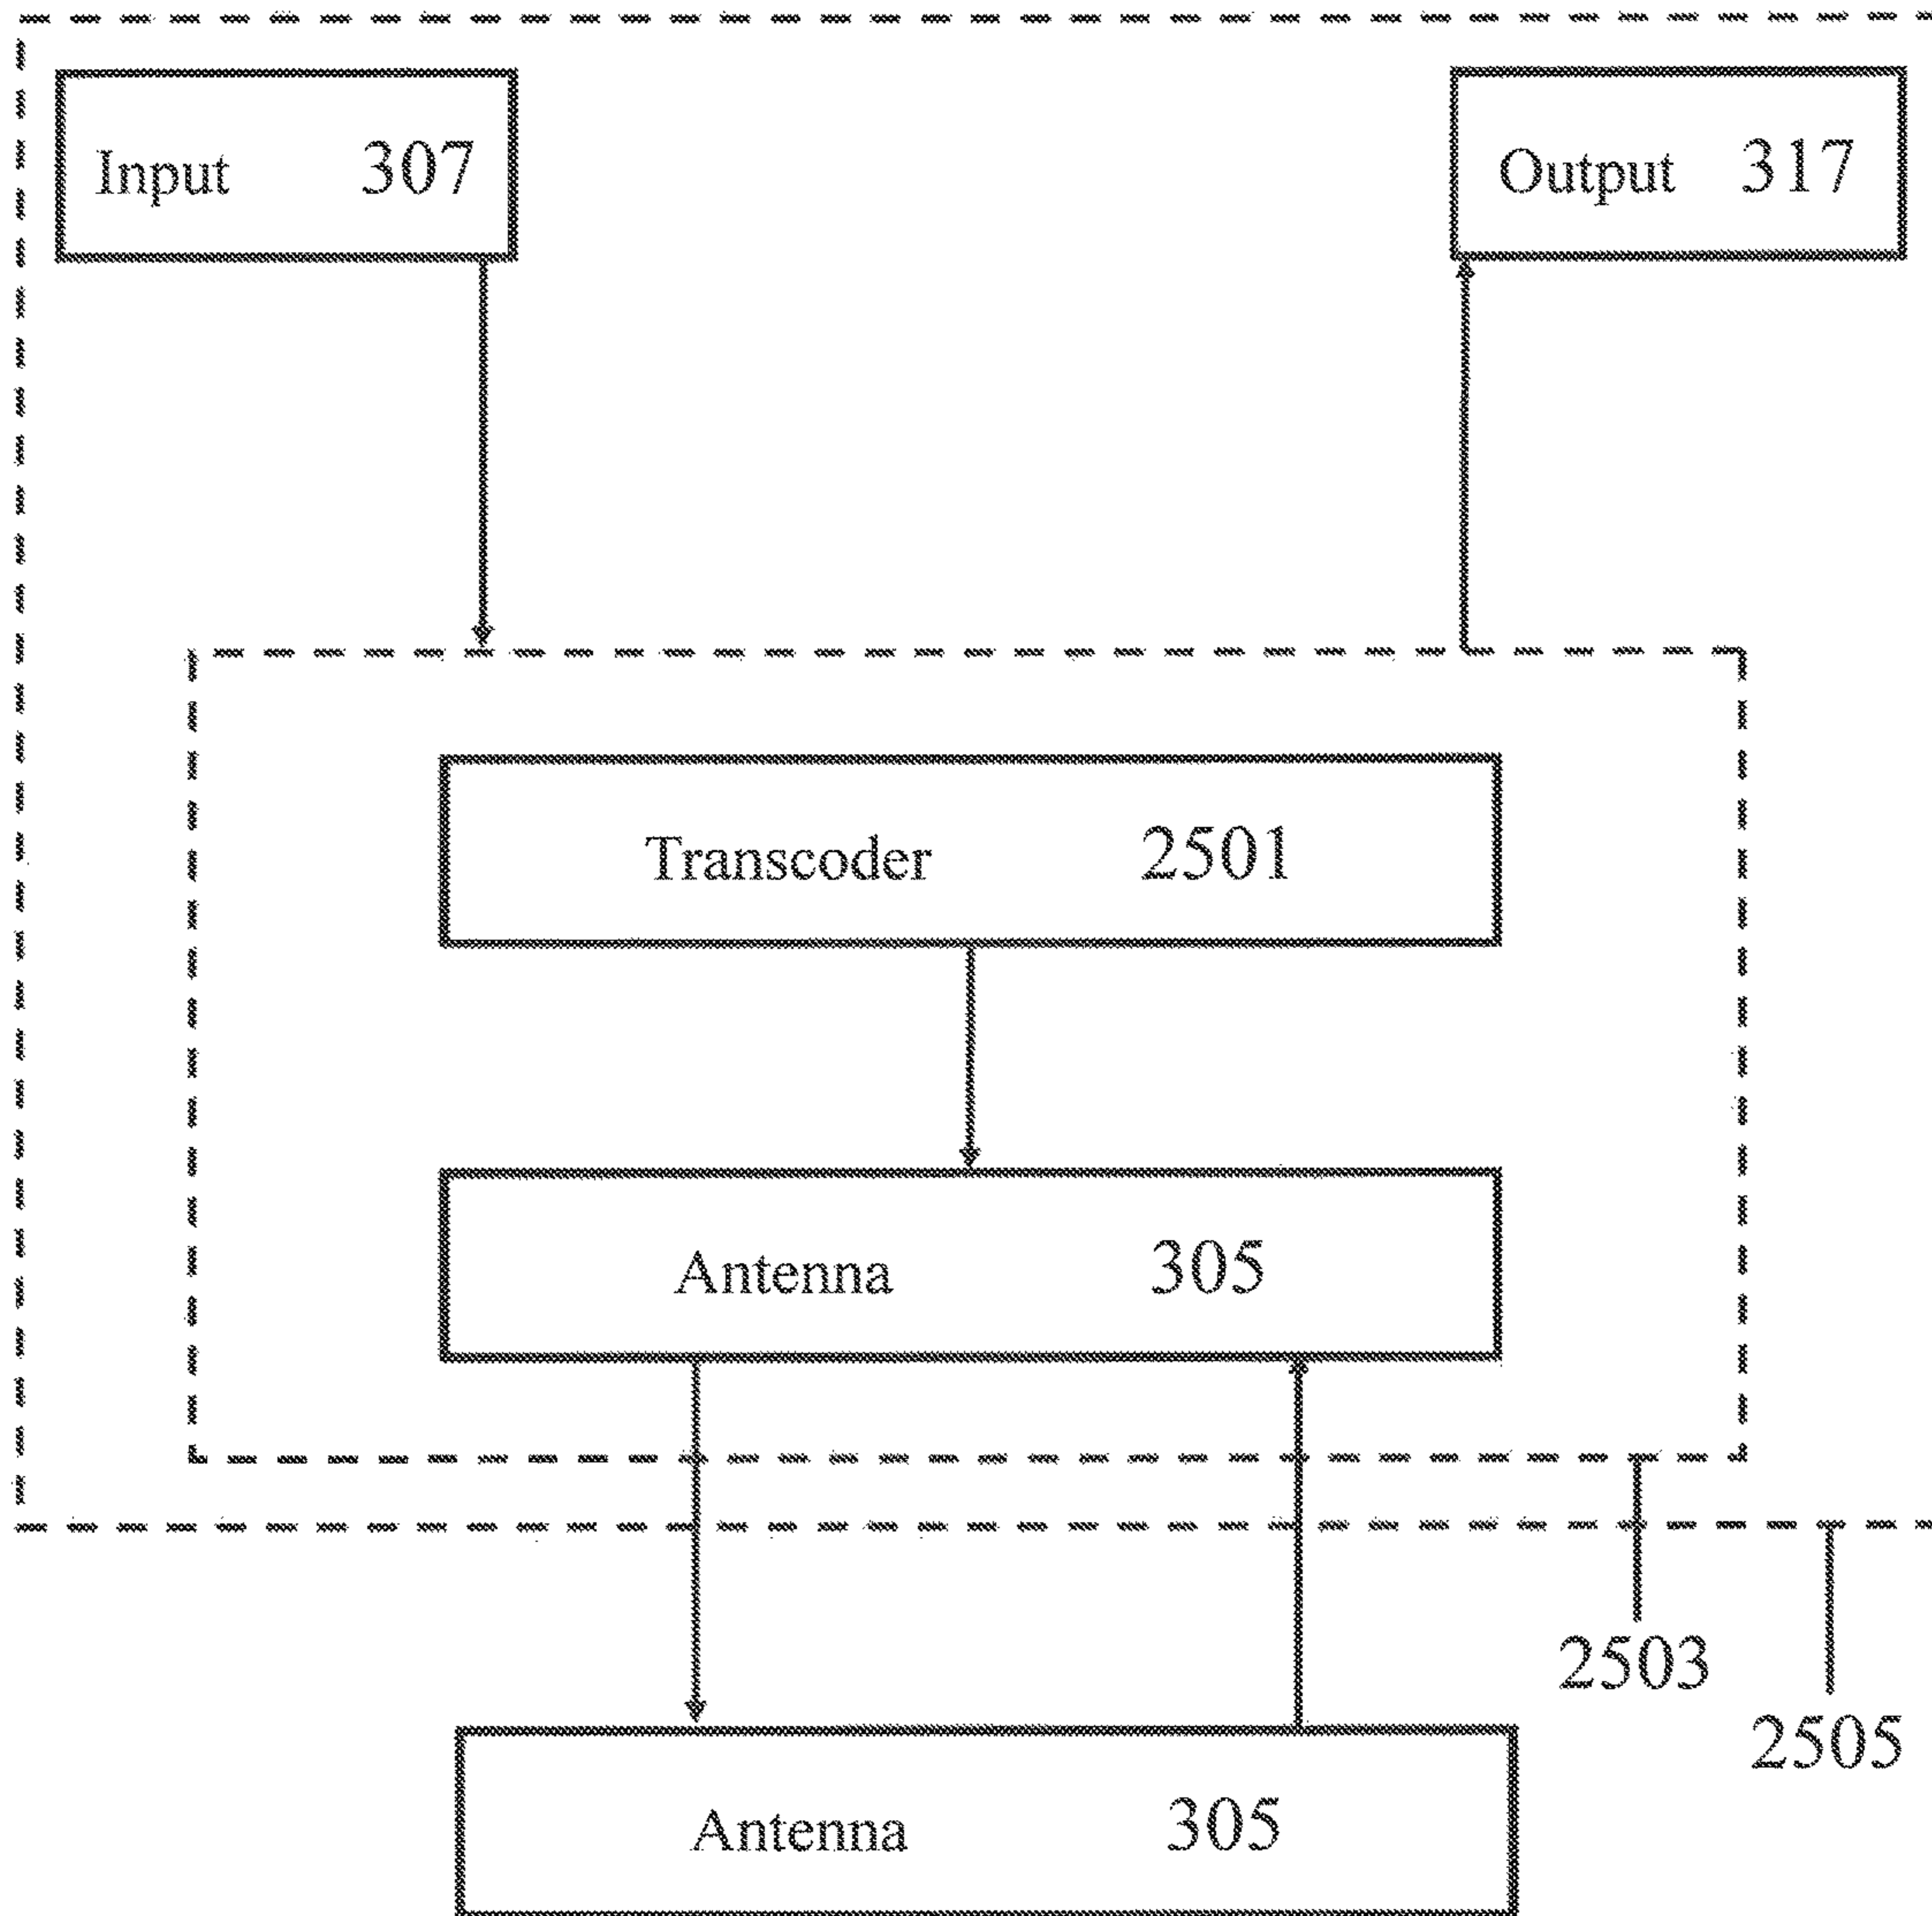 Input 307
Output 317
Transcoder 2501
Antenna 305
2503
2505
Antenna 305